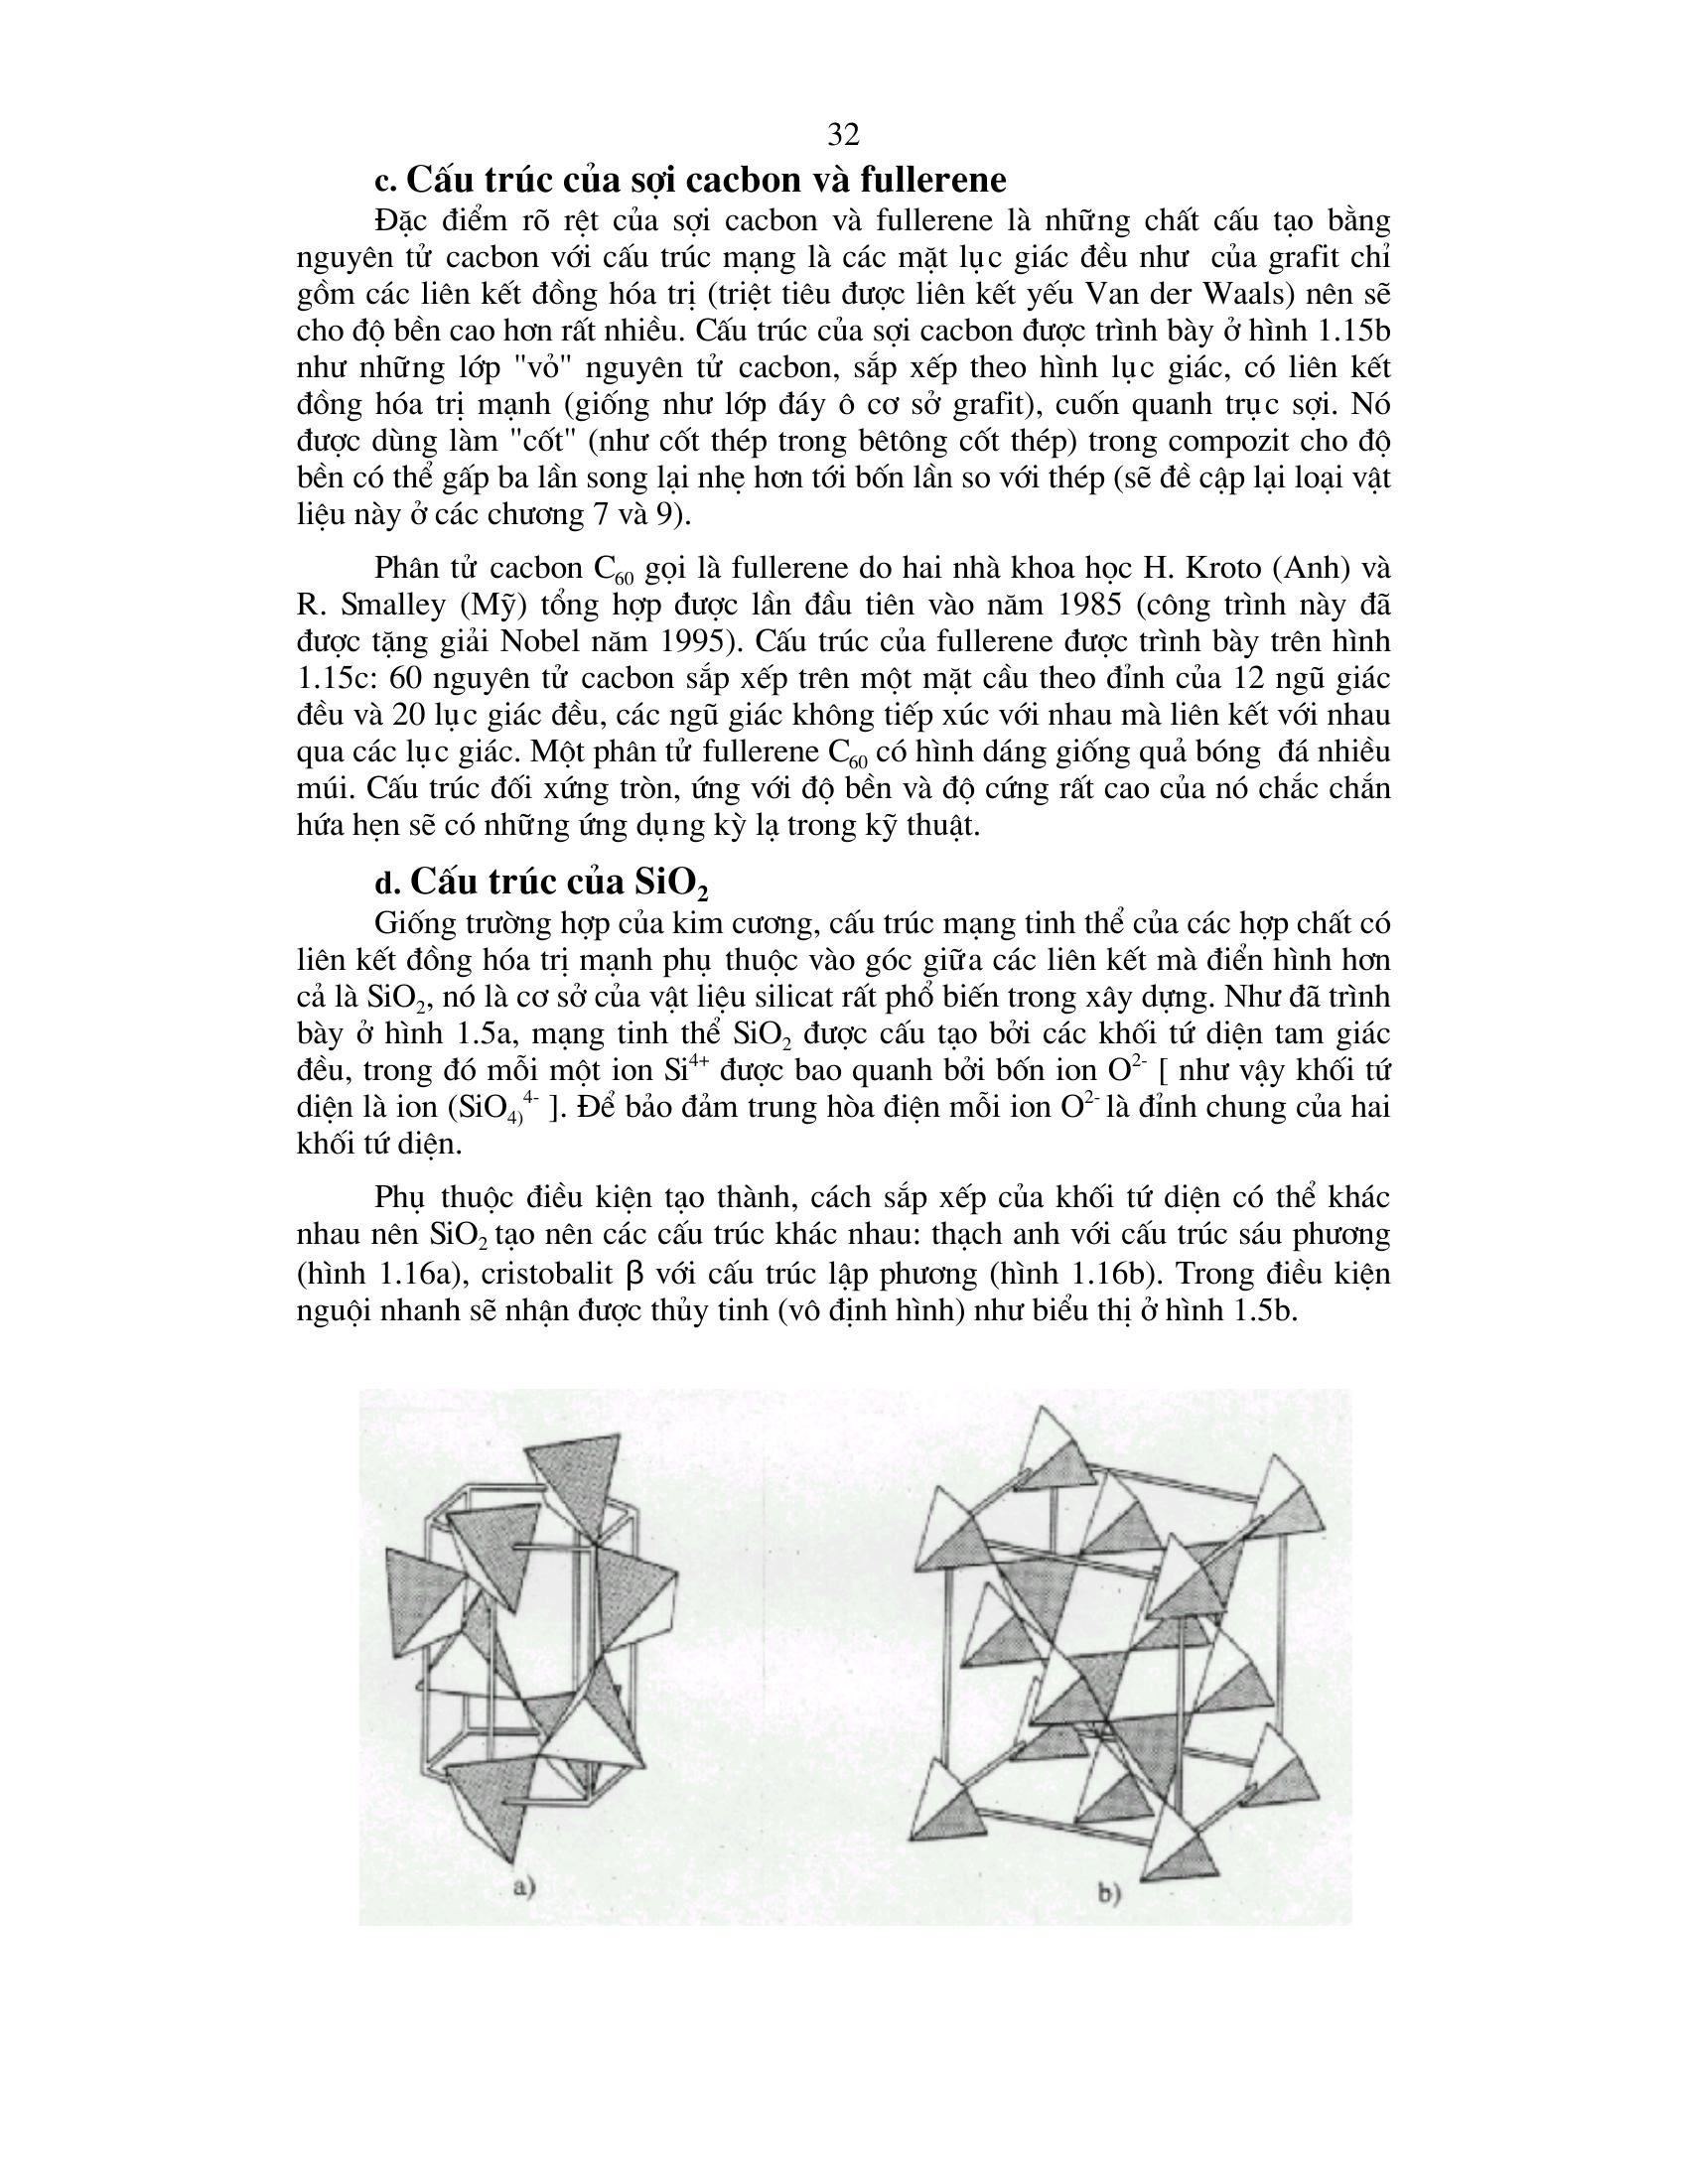 32
c. Cấu trúc của sợi cacbon và fullerene
Đặc điểm rõ rệt của sợi cacbon và fullerene là những chất cấu tạo bằng
nguyên tử cacbon với cấu trúc mạng là các mặt lục giác đều như của grafit chỉ
gồm các liên kết đồng hóa trị (triệt tiêu được liên kết yếu Van der Waals) nên sẽ
cho độ bền cao hơn rất nhiều. Cấu trúc của sợi cacbon được trình bày ở hình 1.15b
như những lớp "vỏ" nguyên tử cacbon, sắp xếp theo hình lục giác, có liên kết
đồng hóa trị mạnh (giống như lớp đáy ô cơ sở grafit), cuốn quanh trục sợi. Nó
được dùng làm "cốt" (như cốt thép trong bêtông cốt thép) trong compozit cho độ
bền có thể gấp ba lần song lại nhẹ hơn tới bốn lần so với thép (sẽ đề cập lại loại vật
liệu này ở các chương 7 và 9).
Phân tử cacbon C₆₀ gọi là fullerene do hai nhà khoa học H. Kroto (Anh) và
R. Smalley (Mỹ) tổng hợp được lần đầu tiên vào năm 1985 (công trình này đã
được tặng giải Nobel năm 1995). Cấu trúc của fullerene được trình bày trên hình
1.15c: 60 nguyên tử cacbon sắp xếp trên một mặt cầu theo đỉnh của 12 ngũ giác
đều và 20 lục giác đều, các ngũ giác không tiếp xúc với nhau mà liên kết với nhau
qua các lục giác. Một phân tử fullerene C₆₀ có hình dáng giống quả bóng đá nhiều
múi. Cấu trúc đối xứng tròn, ứng với độ bền và độ cứng rất cao của nó chắc chắn
hứa hẹn sẽ có những ứng dụng kỳ lạ trong kỹ thuật.
d. Cấu trúc của SiO₂
Giống trường hợp của kim cương, cấu trúc mạng tinh thể của các hợp chất có
liên kết đồng hóa trị mạnh phụ thuộc vào góc giữa các liên kết mà điển hình hơn
cả là SiO₂, nó là cơ sở của vật liệu silicat rất phổ biến trong xây dựng. Như đã trình
bày ở hình 1.5a, mạng tinh thể SiO₂ được cấu tạo bởi các khối tứ diện tam giác
đều, trong đó mỗi một ion Si⁴⁺ được bao quanh bởi bốn ion O²⁻ [ như vậy khối tứ
diện là ion (SiO₄₎⁴⁻ ]. Để bảo đảm trung hòa điện mỗi ion O²⁻ là đỉnh chung của hai
khối tứ diện.
Phụ thuộc điều kiện tạo thành, cách sắp xếp của khối tứ diện có thể khác
nhau nên SiO₂ tạo nên các cấu trúc khác nhau: thạch anh với cấu trúc sáu phương
(hình 1.16a), cristobalit β với cấu trúc lập phương (hình 1.16b). Trong điều kiện
nguội nhanh sẽ nhận được thủy tinh (vô định hình) như biểu thị ở hình 1.5b.
a)
b)